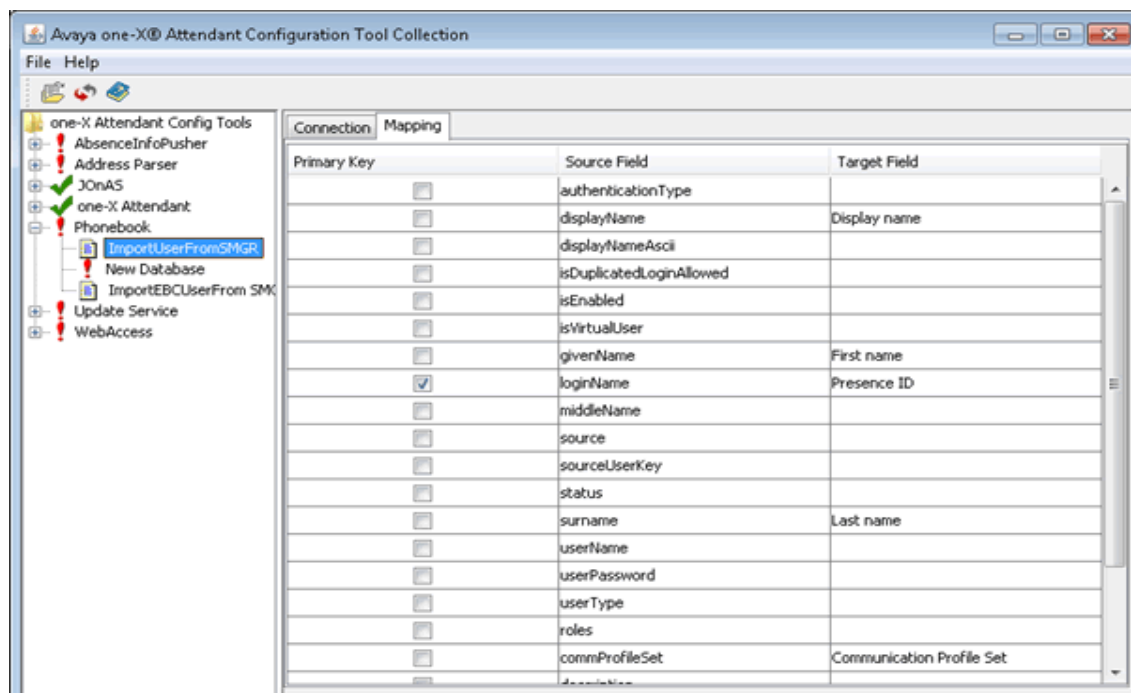 Avaya one-X® Attendant Configuration Tool Collection
File Help
one-X Attendant Config Tools
AbsenceInfoPusher
Address Parser
JOnAS
one-X Attendant
Phonebook
ImportUserFromSMGR
New Database
ImportEBCUserFrom SMG
Update Service
WebAccess
Connection Mapping
Primary Key Source Field Target Field
authenticationType
displayName Display name
displayNameAscii
isDuplicatedLoginAllowed
isEnabled
isVirtualUser
givenName First name
loginName Presence ID
middleName
source
sourceUserKey
status
surname Last name
userName
userPassword
userType
roles
commProfileSet Communication Profile Set